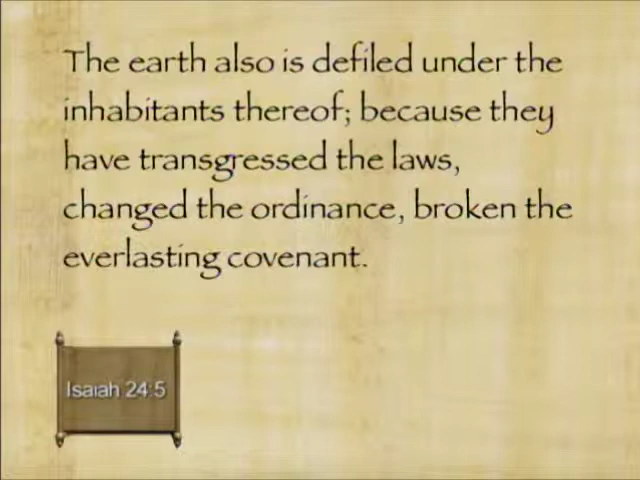 The earth also is defiled under the
inhabitants thereof; because they
have transgressed the laws,
changed the ordinance, broken the
everlasting covenant.
Isaiah 24:5